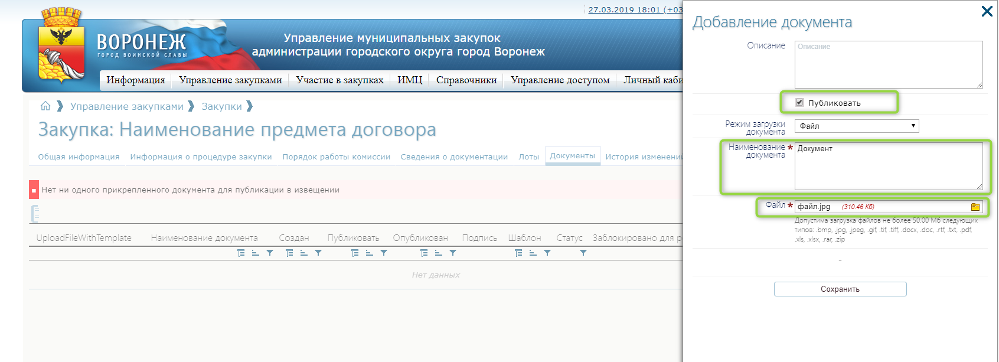 27.03.2019 18:01 (+03
ВОРОНЕЖ
ГОРОД ВОИНСКОЙ СЛАВЫ
Управление муниципальных закупок
администрации городского округа город Воронеж
Информация Управление закупками Участие в закупках ИМЦ Справочники Управление доступом Личный каби
Управление закупками Закупки
Закупка: Наименование предмета договора
Общая информация Информация о процедуре закупки Порядок работы комиссии Сведения о документации Лоты Документы История изменений
Нет ни одного прикрепленного документа для публикации в извещении
UploadFileWithTemplate Наименование документа Создан Публиковать Опубликован Подпись Шаблон Статус Заблокировано для ре
Нет данных
Добавление документа
Описание Описание
Публиковать
Режим загрузки
документа
Файл
Наименование
документа *
Документ
Файл * файл.jpg (310.46 Кб)
Допустима загрузка файлов не более 50.00 Мб следующих
типов: .bmp, .jpg, .jpeg, .gif, .tif, .tiff, .docx, .doc, .rtf, .txt, .pdf,
.xls, .xlsx, .rar, .zip
-
Сохранить